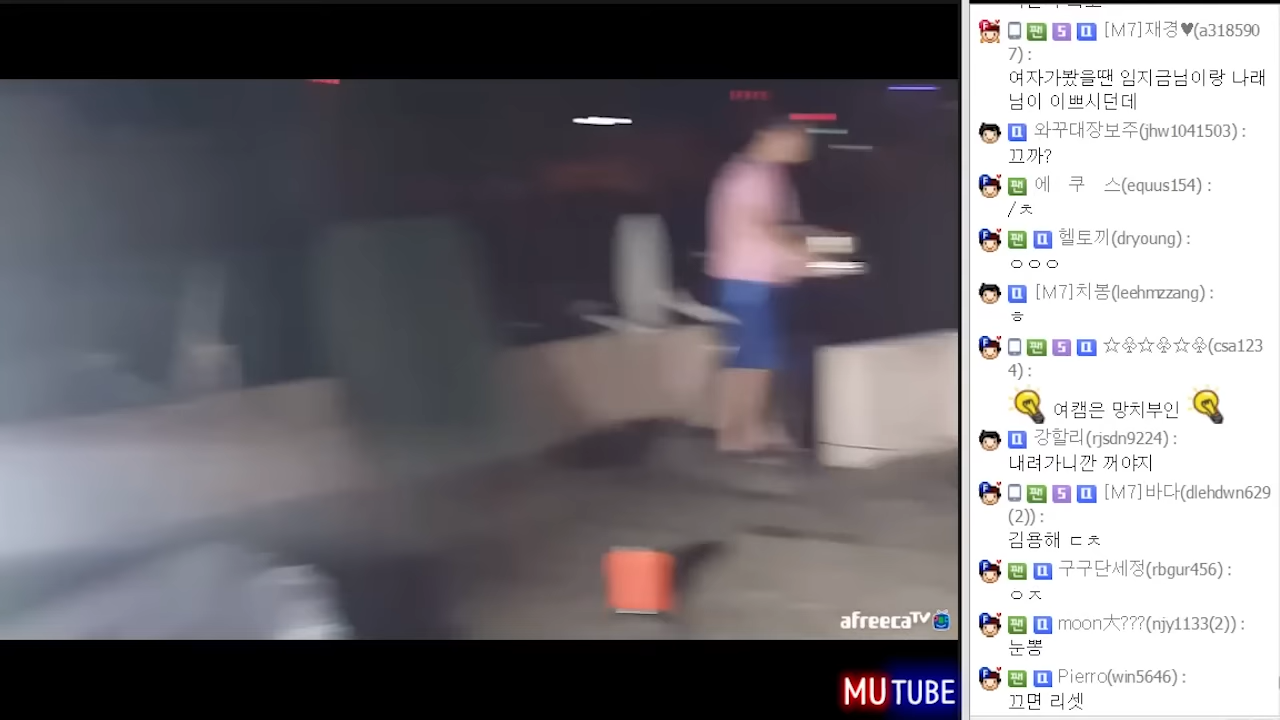 [M7]재경♥(a318590
7) :
여자가봤을땐 임지금님이랑 나래
님이 이쁘시던데
와꾸대장보주(jhw1041503) :
끄까?
에 쿠 스(equus154) :
/ㅊ
헬토끼(dryoung) :
ㅇㅇㅇ
[M7]치봉(leehmzzang) :
ㅎ
☆♧☆♧☆♧(csa123
4) :
여캠은 망치부인
강할리(rjsdn9224) :
내려가니깐 꺼야지
[M7]바다(dlehdwn629
(2)) :
김용해 ㄷㅊ
구구단세정(rbgur456) :
ㅇㅈ
moon大???(njy1133(2)) :
눈뽕
Pierro(win5646) :
끄면 리셋
afreecaTV
MUTUBE